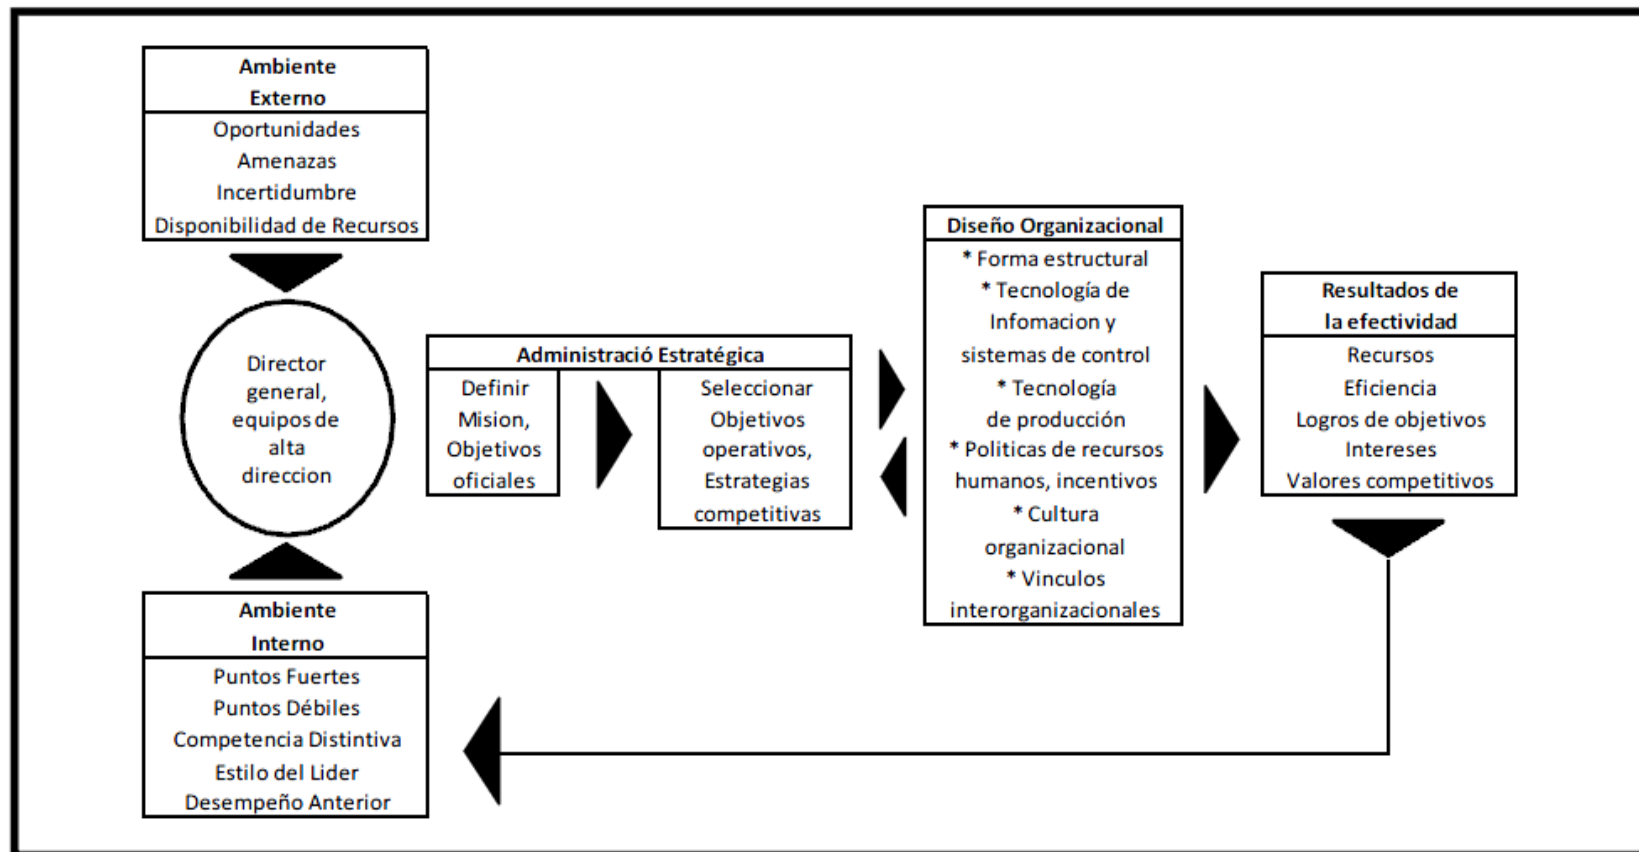 Ambiente
Externo
Oportunidades
Amenazas
Incertidumbre
Disponibilidad de Recursos
Director
general,
equipos de
alta
direccion
Ambiente
Interno
Puntos Fuertes
Puntos Débiles
Competencia Distintiva
Estilo del Lider
Desempeño Anterior
Administració Estratégica
Definir
Mision,
Objetivos
oficiales
Seleccionar
Objetivos
operativos,
Estrategias
competitivas
Diseño Organizacional
* Forma estructural
* Tecnología de
Infomacion y
sistemas de control
* Tecnología
de producción
* Politicas de recursos
humanos, incentivos
* Cultura
organizacional
* Vinculos
interorganizacionales
Resultados de
la efectividad
Recursos
Eficiencia
Logros de objetivos
Intereses
Valores competitivos